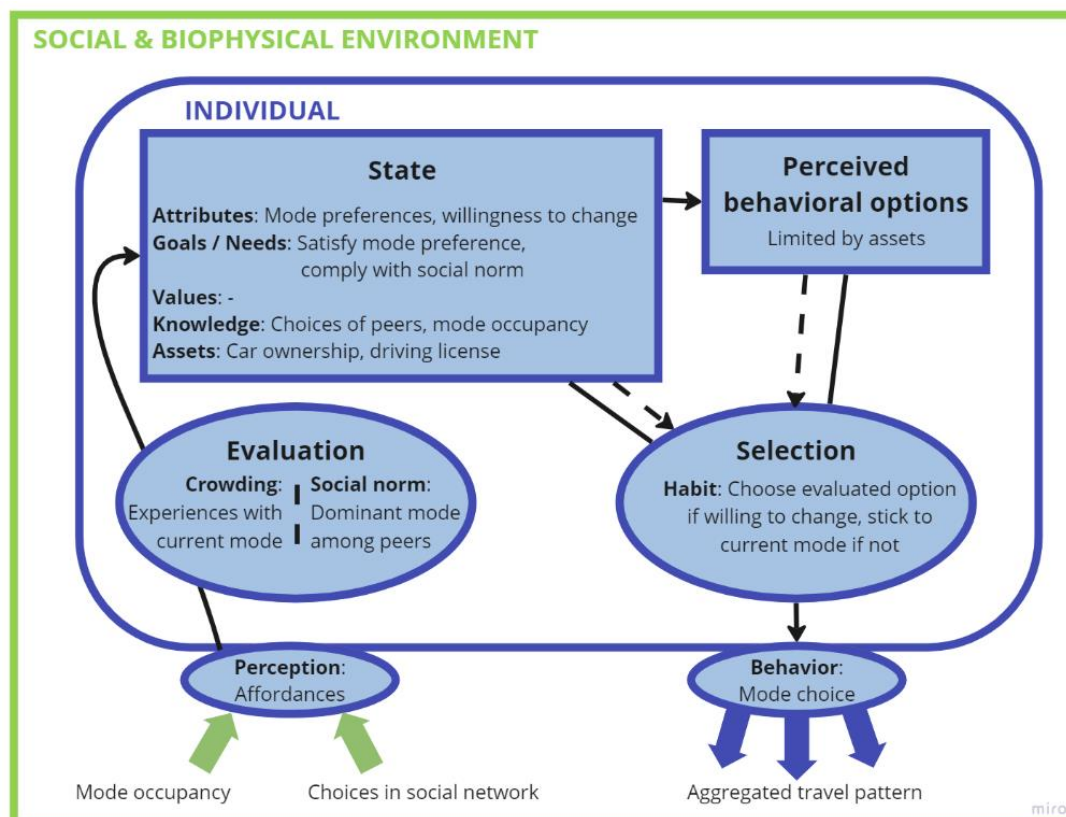 SOCIAL & BIOPHYSICAL ENVIRONMENT
INDIVIDUAL
State
Attributes: Mode preferences, willingness to change
Goals / Needs: Satisfy mode preference,
comply with social norm
Values: -
Knowledge: Choices of peers, mode occupancy
Assets: Car ownership, driving license
Perceived
behavioral options
Limited by assets
Evaluation
Crowding:
Experiences with
current mode
Social norm:
Dominant mode
among peers
Selection
Habit: Choose evaluated option
if willing to change, stick to
current mode if not
Perception:
Affordances
Behavior:
Mode choice
Mode occupancy
Choices in social network
Aggregated travel pattern
miro